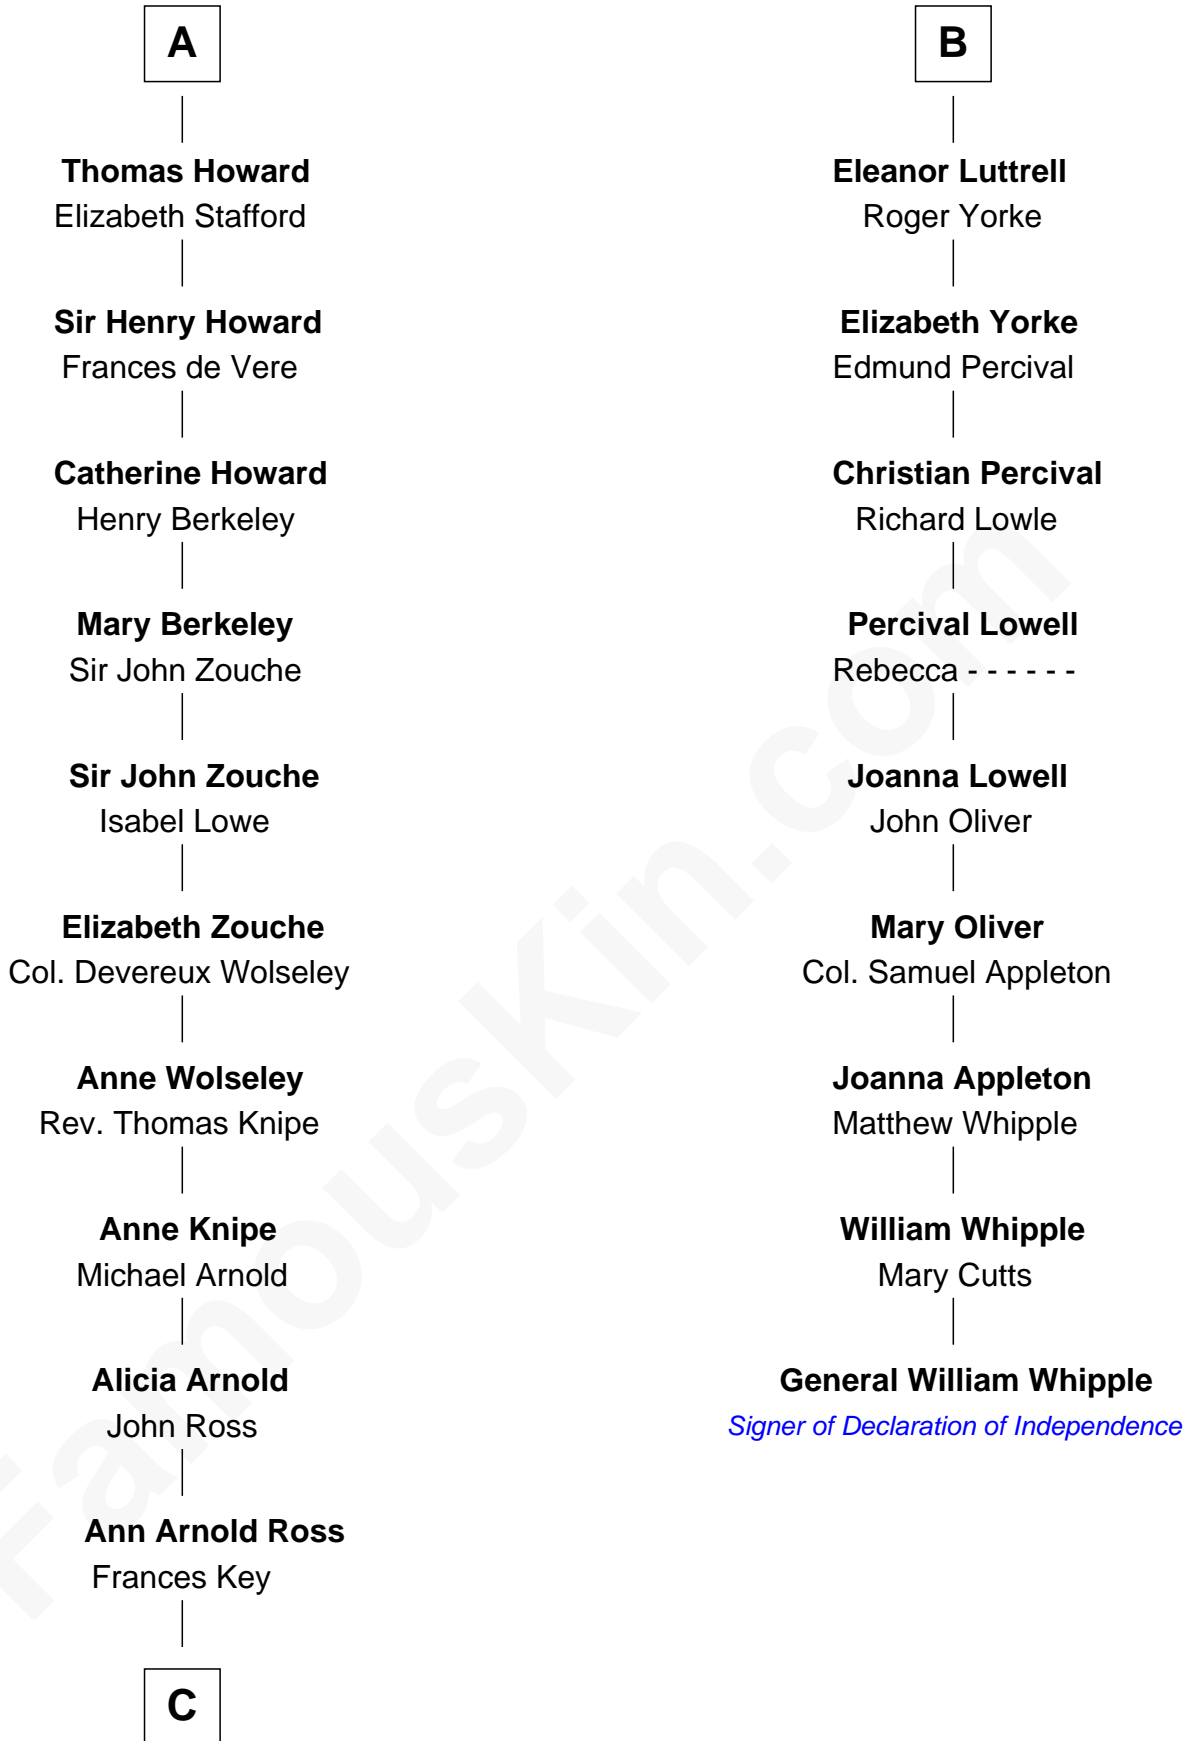 A
Thomas Howard
Elizabeth Stafford
Sir Henry Howard
Frances de Vere
Catherine Howard
Henry Berkeley
Mary Berkeley
Sir John Zouche
Sir John Zouche
Isabel Lowe
Elizabeth Zouche
Col. Devereux Wolseley
Anne Wolseley
Rev. Thomas Knipe
Anne Knipe
Michael Arnold
Alicia Arnold
John Ross
Ann Arnold Ross
Frances Key
C
B
Eleanor Luttrell
Roger Yorke
Elizabeth Yorke
Edmund Percival
Christian Percival
Richard Lowle
Percival Lowell
Rebecca - - - - - -
Joanna Lowell
John Oliver
Mary Oliver
Col. Samuel Appleton
Joanna Appleton
Matthew Whipple
William Whipple
Mary Cutts
General William Whipple
Signer of Declaration of Independence
FamousKin.com